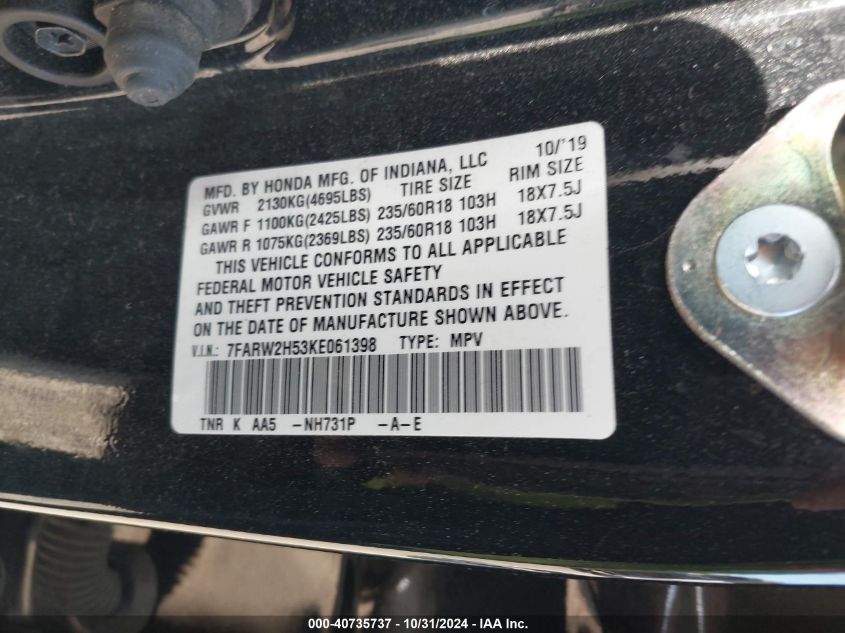 MFD. BY HONDA MFG. OF INDIANA, LLC 10/'19
GVWR 2130KG(4695LBS) TIRE SIZE RIM SIZE
GAWR F 1100KG(2425LBS) 235/60R18 103H 18X7.5J
GAWR R 1075KG(2369LBS) 235/60R18 103H 18X7.5J
THIS VEHICLE CONFORMS TO ALL APPLICABLE
FEDERAL MOTOR VEHICLE SAFETY
AND THEFT PREVENTION STANDARDS IN EFFECT
ON THE DATE OF MANUFACTURE SHOWN ABOVE.
V.I.N.: 7FARW2H53KE061398 TYPE: MPV
TNR K AA5 -NH731P -A-E
000-40735737 - 10/31/2024 - IAA Inc.